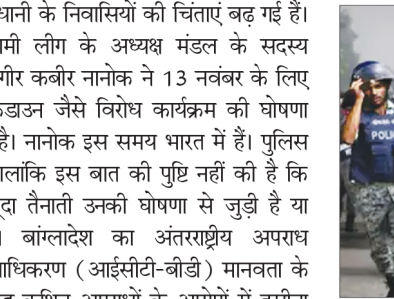 धानी के निवासियों की चिंताएं बढ़ गई हैं।
मी लीग के अध्यक्ष मंडल के सदस्य
गीर कबीर नानोक ने 13 नवंबर के लिए
डाउन जैसे विरोध कार्यक्रम की घोषणा
है। नानोक इस समय भारत में हैं। पुलिस
लांकि इस बात की पुष्टि नहीं की है कि
दा तैनाती उनकी घोषणा से जुड़ी है या
। बांग्लादेश का अंतरराष्ट्रीय अपराध
ाधिकरण (आईसीटी-बीडी) मानवता के
POLI